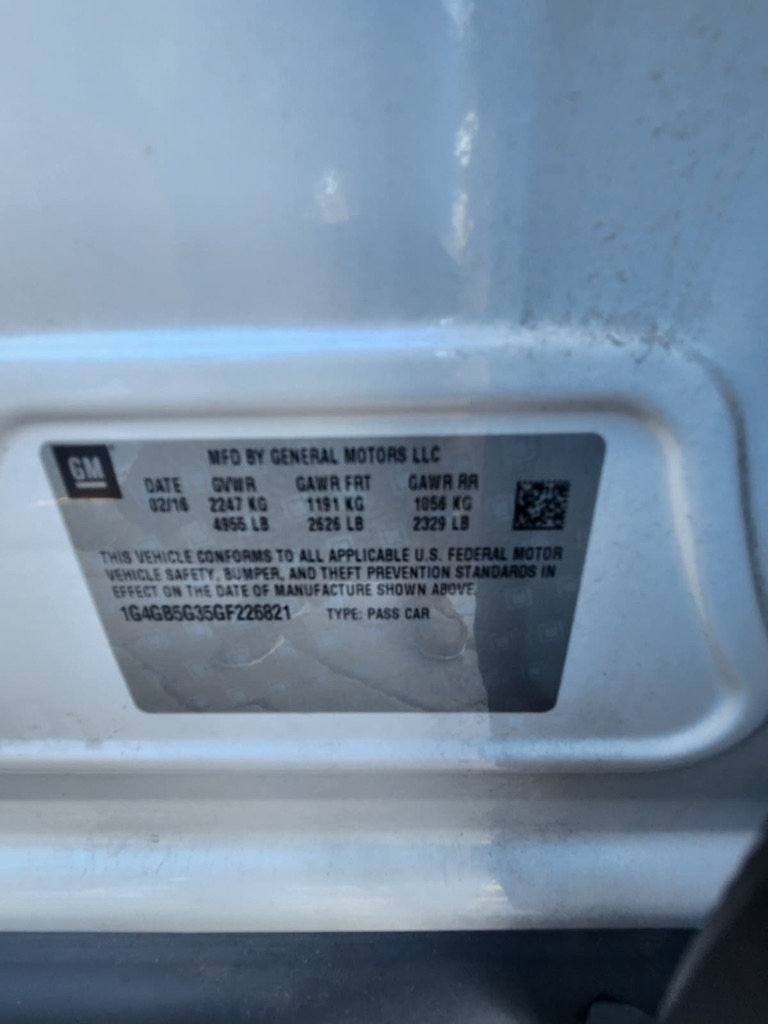 GM
MFD BY GENERAL MOTORS LLC
DATE GVWR GAWR FRT GAWR RR
02/16 2247 KG 1191 KG 1056 KG
4955 LB 2626 LB 2329 LB
THIS VEHICLE CONFORMS TO ALL APPLICABLE U.S. FEDERAL MOTOR
VEHICLE SAFETY, BUMPER, AND THEFT PREVENTION STANDARDS IN
EFFECT ON THE DATE OF MANUFACTURE SHOWN ABOVE.
1G4GB5G35GF226821 TYPE: PASS CAR